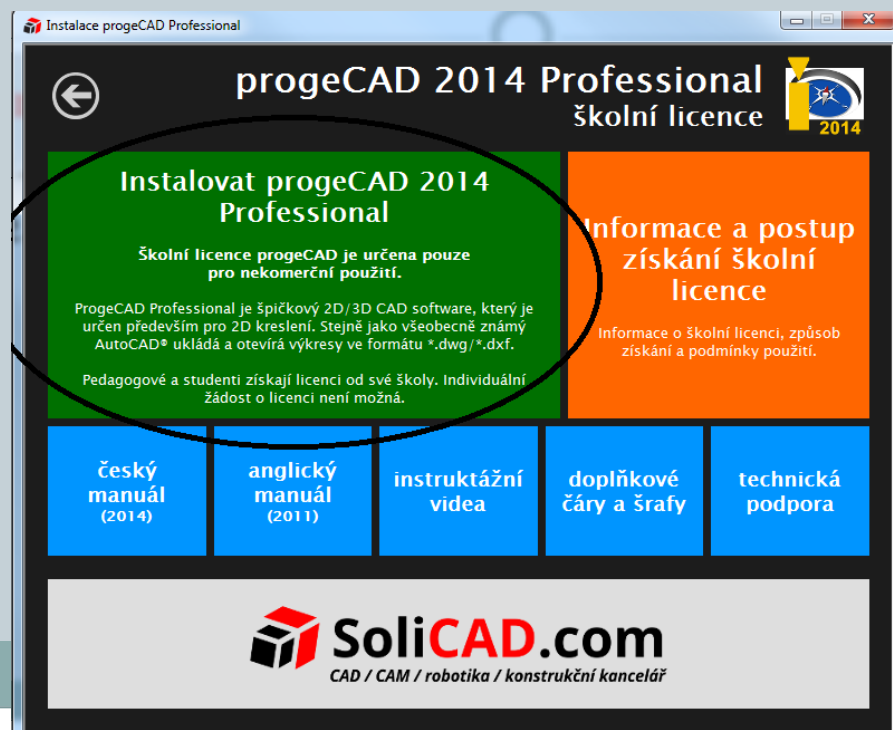 Instalace progeCAD Professional
progeCAD 2014 Professional
školní licence
2014
Instalovat progeCAD 2014
Professional
Školní licence progeCAD je určena pouze
pro nekomerční použití.
ProgeCAD Professional je špičkový 2D/3D CAD software, který je
určen především pro 2D kreslení. Stejně jako všeobecně známý
AutoCAD® ukládá a otevírá výkresy ve formátu *.dwg/*.dxf.
Pedagogové a studenti získají licenci od své školy. Individuální
žádost o licenci není možná.
Informace a postup
získání školní
licence
Informace o školní licenci, způsob
získání a podmínky použití.
český
manuál
(2014)
anglický
manuál
(2011)
instruktážní
videa
doplňkové
čáry a šrafy
technická
podpora
SoliCAD.com
CAD / CAM / robotika / konstrukční kancelář